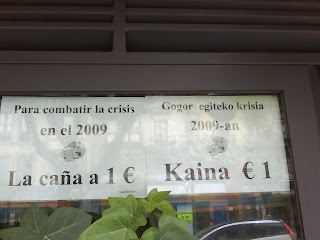 Para combatir la crisis
en el 2009
La caña a 1 €
Gogor egiteko krisia
2009-an
Kaina € 1